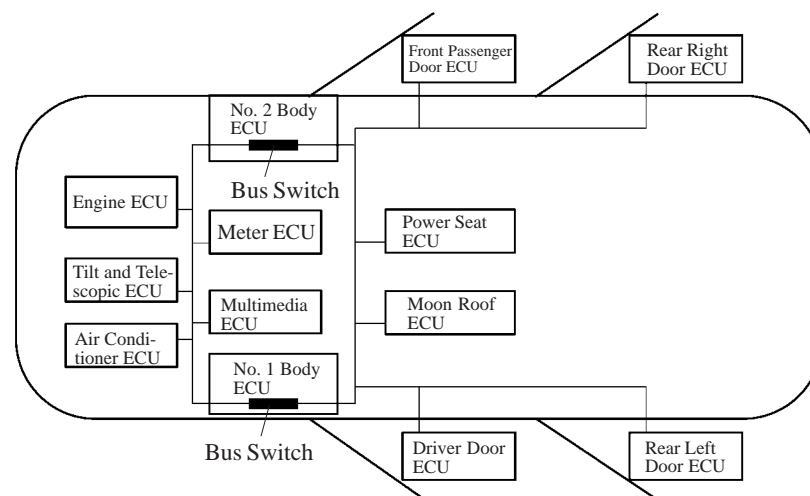 Front Passenger
Door ECU
Rear Right
Door ECU
No. 2 Body
ECU
Bus Switch
Engine ECU
Meter ECU
Power Seat
ECU
Tilt and Tele-
scopic ECU
Multimedia
ECU
Moon Roof
ECU
Air Condi-
tioner ECU
No. 1 Body
ECU
Bus Switch
Driver Door
ECU
Rear Left
Door ECU